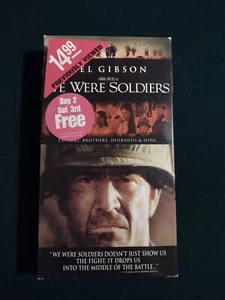 14.99
PREVIOUSLY VIEWED
EL GIBSON
Buy 2
Get 3rd
Free
E WERE SOLDIERS
FATHERS, BROTHERS, HUSBANDS & SONS.
"WE WERE SOLDIERS DOESN'T JUST SHOW US
THE FIGHT, IT DROPS US
INTO THE MIDDLE OF THE BATTLE..."